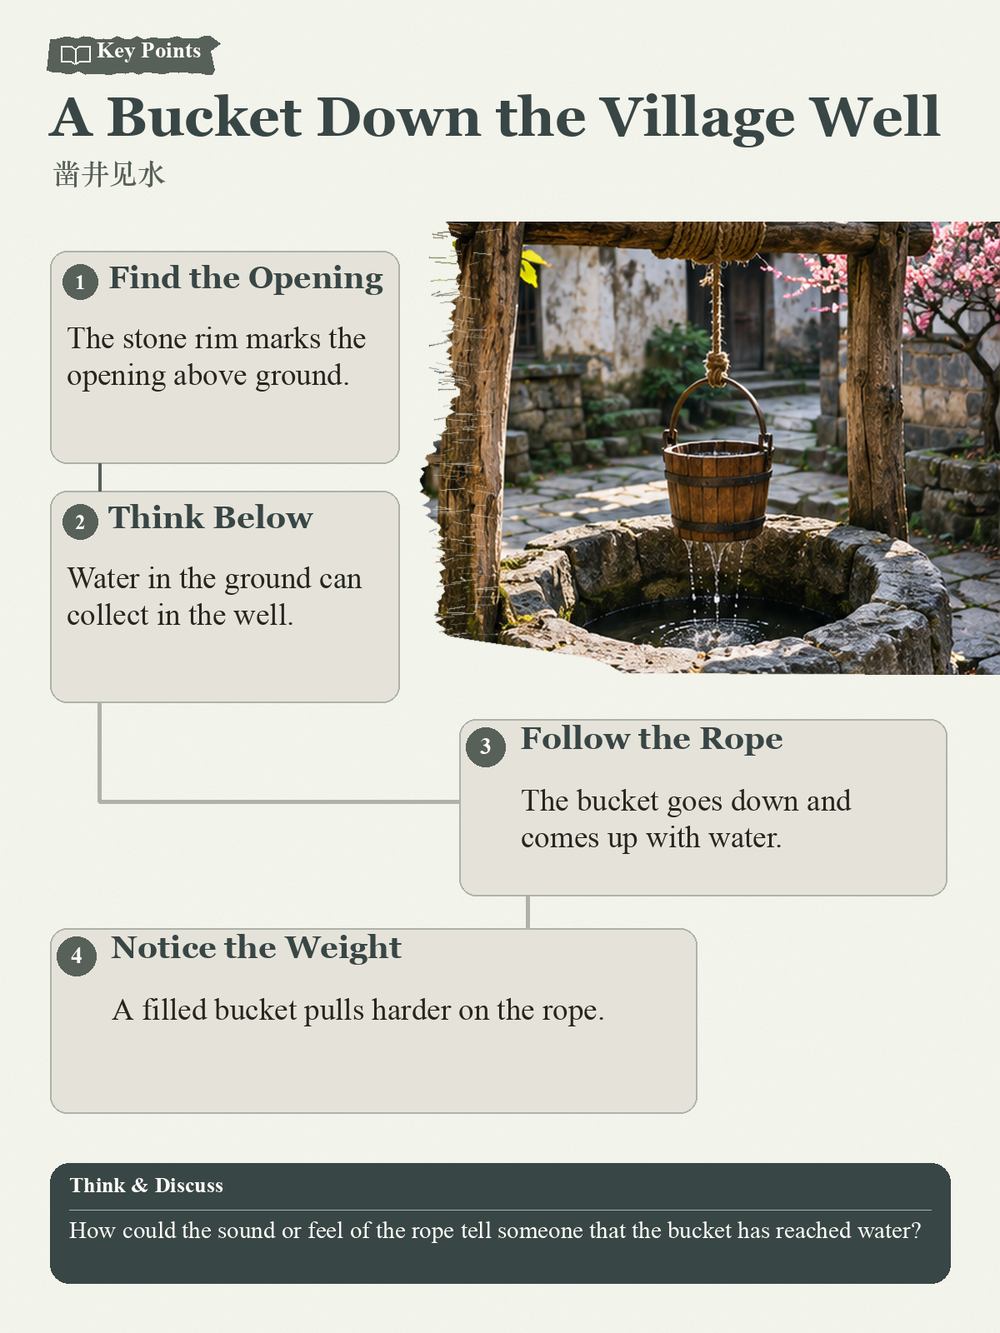 Key Points
A Bucket Down the Village Well
凿井见水
1 Find the Opening
The stone rim marks the
opening above ground.
2 Think Below
Water in the ground can
collect in the well.
3 Follow the Rope
The bucket goes down and
comes up with water.
4 Notice the Weight
A filled bucket pulls harder on the rope.
Think & Discuss
How could the sound or feel of the rope tell someone that the bucket has reached water?